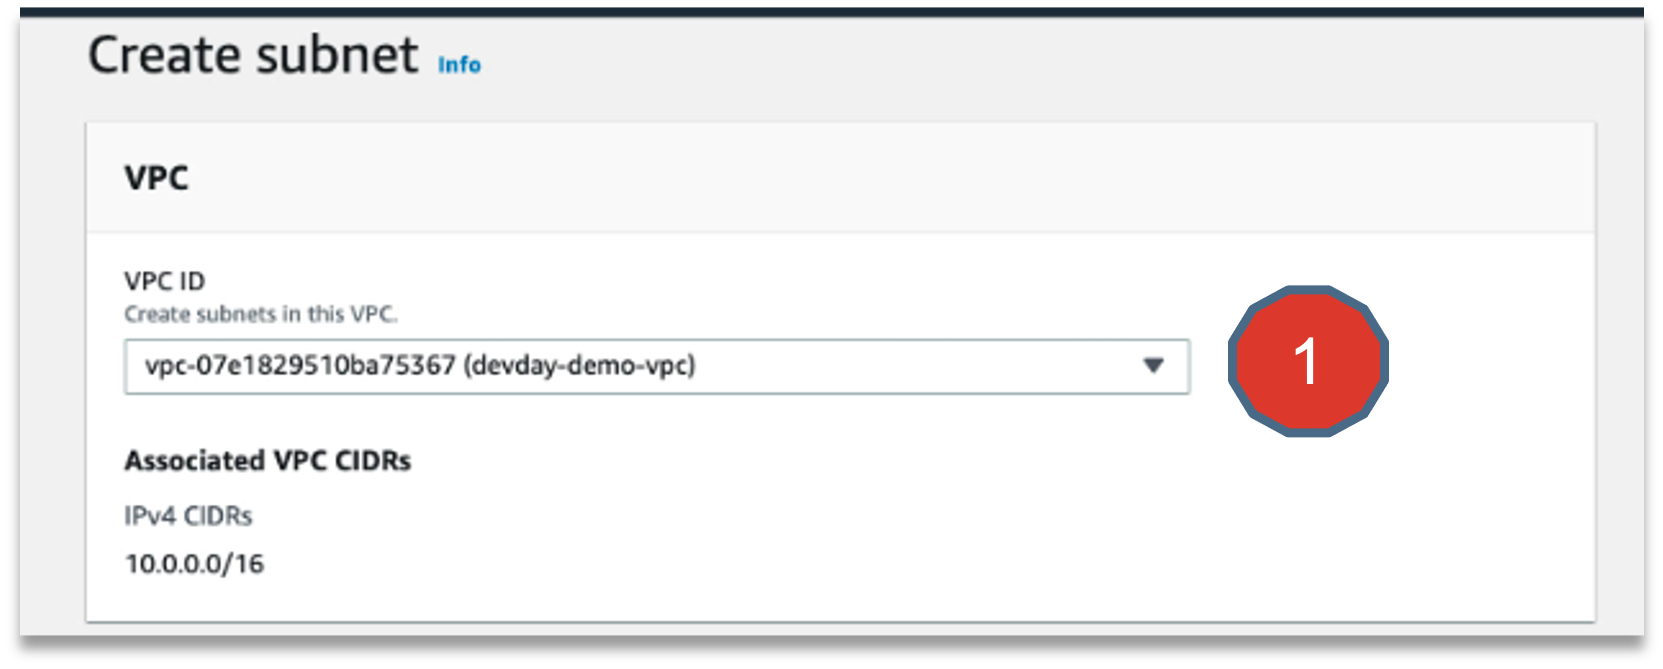 Create subnet Info
VPC
VPC ID
Create subnets in this VPC.
vpc-07e1829510ba75367 (devday-demo-vpc)
1
Associated VPC CIDRs
IPv4 CIDRs
10.0.0.0/16